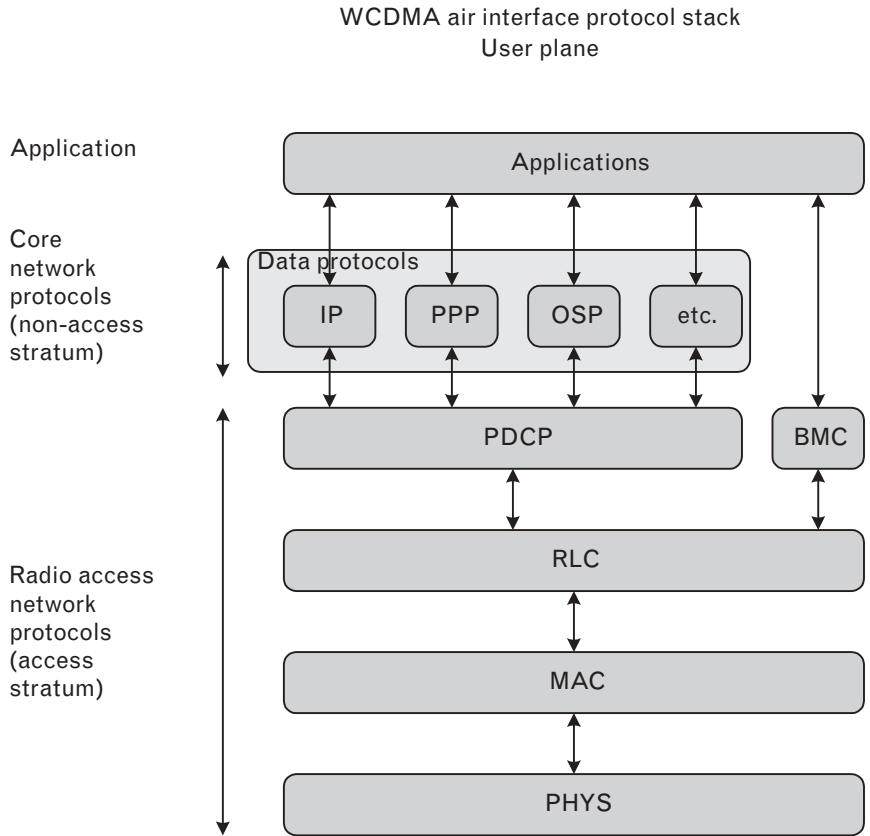 WCDMA air interface protocol stack
User plane
Application
Applications
Core
network
protocols
(non-access
stratum)
Data protocols
IP
PPP
OSP
etc.
PDCP
BMC
Radio access
network
protocols
(access
stratum)
RLC
MAC
PHYS